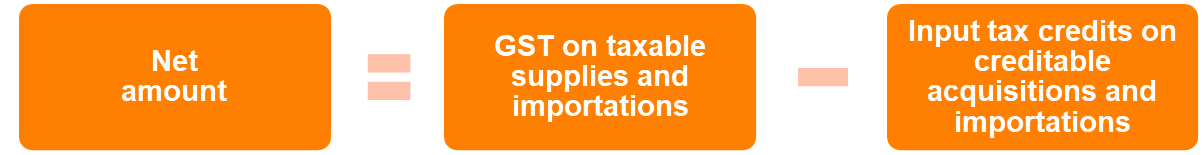 Net
amount
=
GST on taxable
supplies and
importations
−
Input tax credits on
creditable
acquisitions and
importations